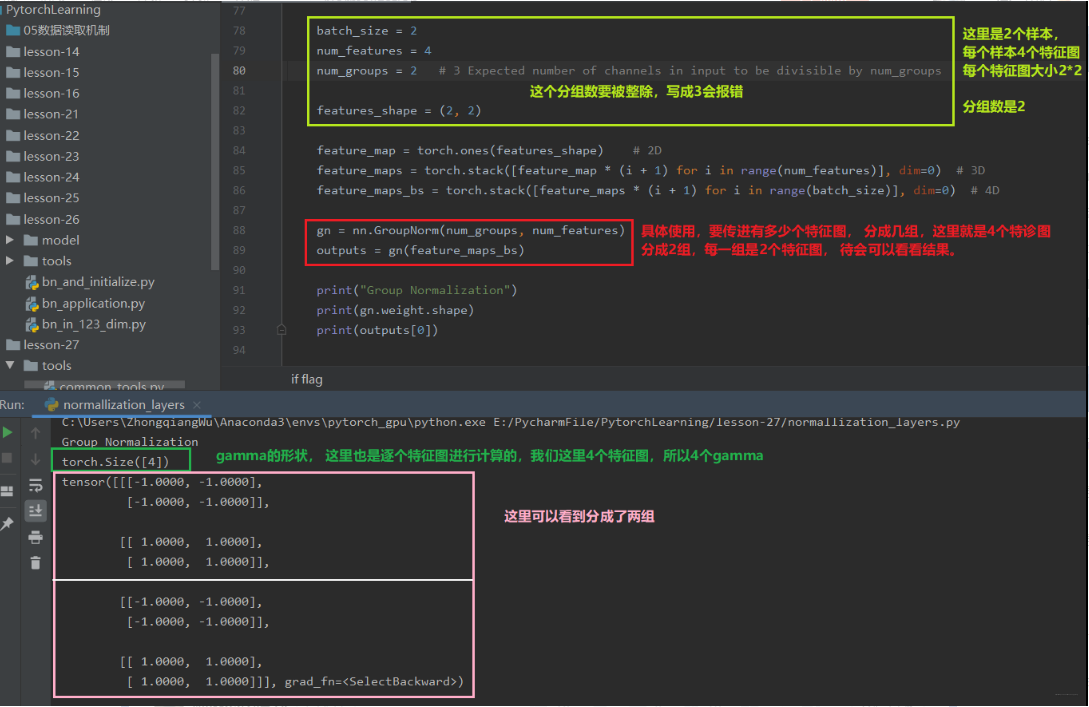 PytorchLearning
05数据读取机制
lesson-14
lesson-15
lesson-16
lesson-21
lesson-22
lesson-23
lesson-24
lesson-25
lesson-26
model
tools
bn_and_initialize.py
bn_application.py
bn_in_123_dim.py
lesson-27
tools
common_tools.py
77
78 batch_size = 2
79 num_features = 4
80 num_groups = 2 # 3 Expected number of channels in input to be divisible by num_groups
81 这个分组数要被整除，写成3会报错
82 features_shape = (2, 2)
83
84 feature_map = torch.ones(features_shape) # 2D
85 feature_maps = torch.stack([feature_map * (i + 1) for i in range(num_features)], dim=0) # 3D
86 feature_maps_bs = torch.stack([feature_maps * (i + 1) for i in range(batch_size)], dim=0) # 4D
87
88 gn = nn.GroupNorm(num_groups, num_features)
89 outputs = gn(feature_maps_bs)
90
91 print("Group Normalization")
92 print(gn.weight.shape)
93 print(outputs[0])
94
这里是2个样本，
每个样本4个特征图
每个特征图大小2*2
分组数是2
具体使用，要传进有多少个特征图， 分成几组，这里就是4个特诊图
分成2组，每一组是2个特征图， 待会可以看看结果。
if flag
Run: normallization_layers
C:\Users\ZhongqiangWu\Anaconda3\envs\pytorch_gpu\python.exe E:/PycharmFile/PytorchLearning/lesson-27/normallization_layers.py
Group Normalization
torch.Size([4]) gamma的形状， 这里也是逐个特征图进行计算的，我们这里4个特征图，所以4个gamma
tensor([[[-1.0000, -1.0000],
[-1.0000, -1.0000]],
这里可以看到分成了两组
[[ 1.0000, 1.0000],
[ 1.0000, 1.0000]],
[[-1.0000, -1.0000],
[-1.0000, -1.0000]],
[[ 1.0000, 1.0000],
[ 1.0000, 1.0000]]], grad_fn=<SelectBackward>)